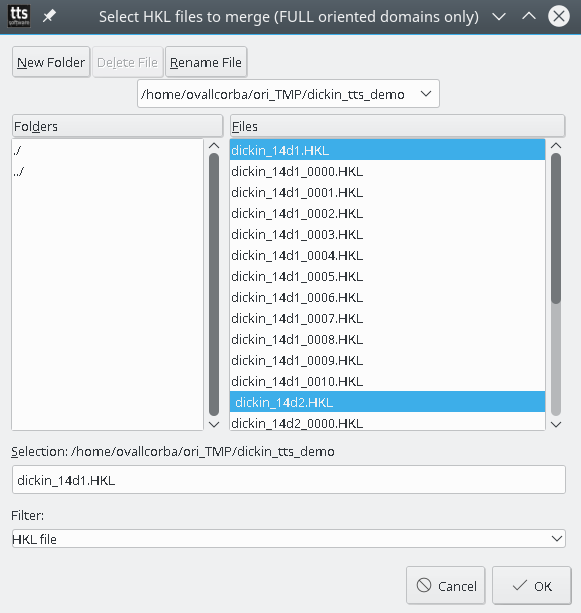 tts
software
Select HKL files to merge (FULL oriented domains only)
New Folder
Delete File
Rename File
/home/ovallcorba/ori_TMP/dickin_tts_demo
Folders
Files
./
../
dickin_14d1.HKL
dickin_14d1_0000.HKL
dickin_14d1_0001.HKL
dickin_14d1_0002.HKL
dickin_14d1_0003.HKL
dickin_14d1_0004.HKL
dickin_14d1_0005.HKL
dickin_14d1_0006.HKL
dickin_14d1_0007.HKL
dickin_14d1_0008.HKL
dickin_14d1_0009.HKL
dickin_14d1_0010.HKL
dickin_14d2.HKL
dickin_14d2_0000.HKL
Selection: /home/ovallcorba/ori_TMP/dickin_tts_demo
dickin_14d1.HKL
Filter:
HKL file
Cancel
OK